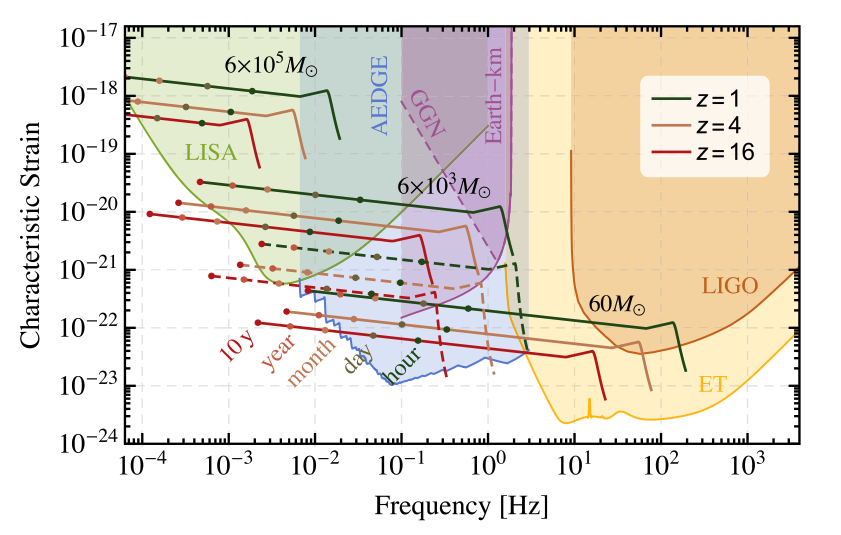 10⁻¹⁷
10⁻¹⁸
10⁻¹⁹
10⁻²⁰
10⁻²¹
10⁻²²
10⁻²³
10⁻²⁴
Characteristic Strain
6×10⁵M⊙
LISA
AEDGE
GGN
Earth−km
6×10³M⊙
z=1
z=4
z=16
LIGO
60M⊙
ET
10 y
year
month
day
hour
10⁻⁴
10⁻³
10⁻²
10⁻¹
10⁰
10¹
10²
10³
Frequency [Hz]